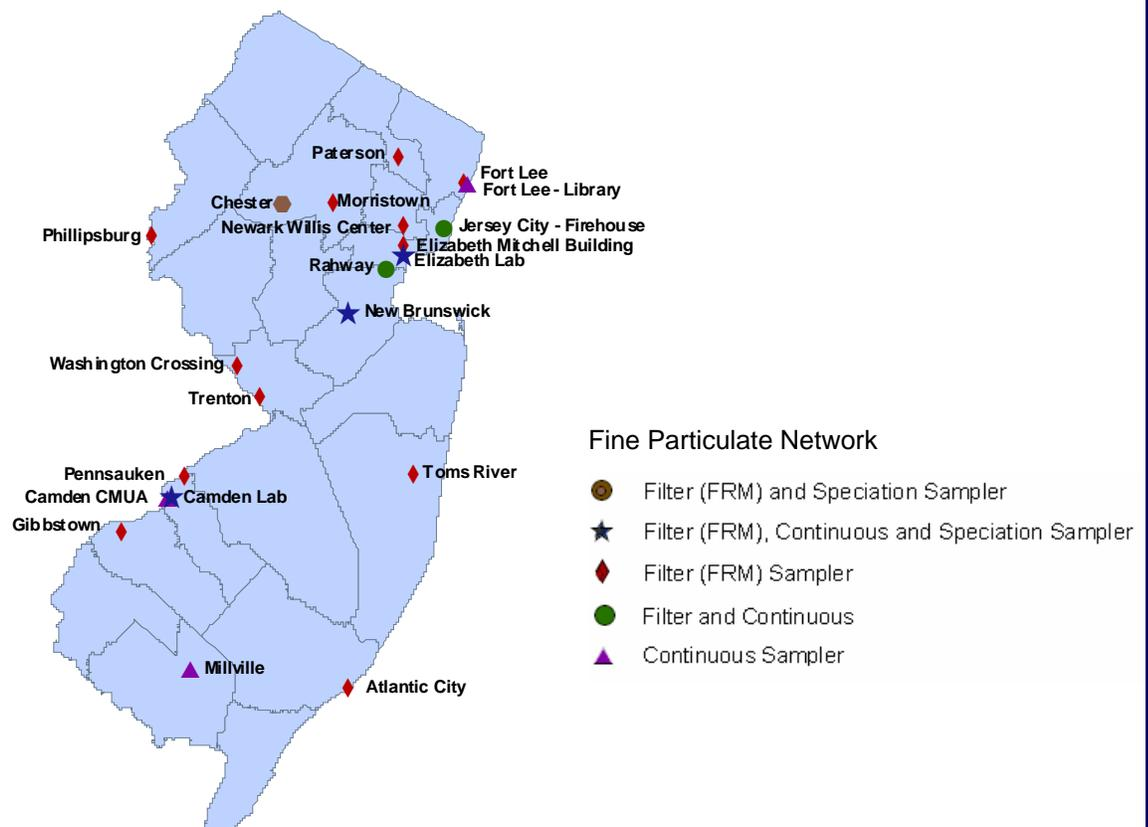 Paterson
Fort Lee
Fort Lee - Library
Chester
Morristown
Newark Willis Center
Jersey City - Firehouse
Phillipsburg
Elizabeth Mitchell Building
Elizabeth Lab
Rahway
New Brunswick
Washington Crossing
Trenton
Fine Particulate Network
Pennsauken
Toms River
Camden CMUA
Camden Lab
Gibbstown
Filter (FRM) and Speciation Sampler
Filter (FRM), Continuous and Speciation Sampler
Filter (FRM) Sampler
Filter and Continuous
Continuous Sampler
Millville
Atlantic City